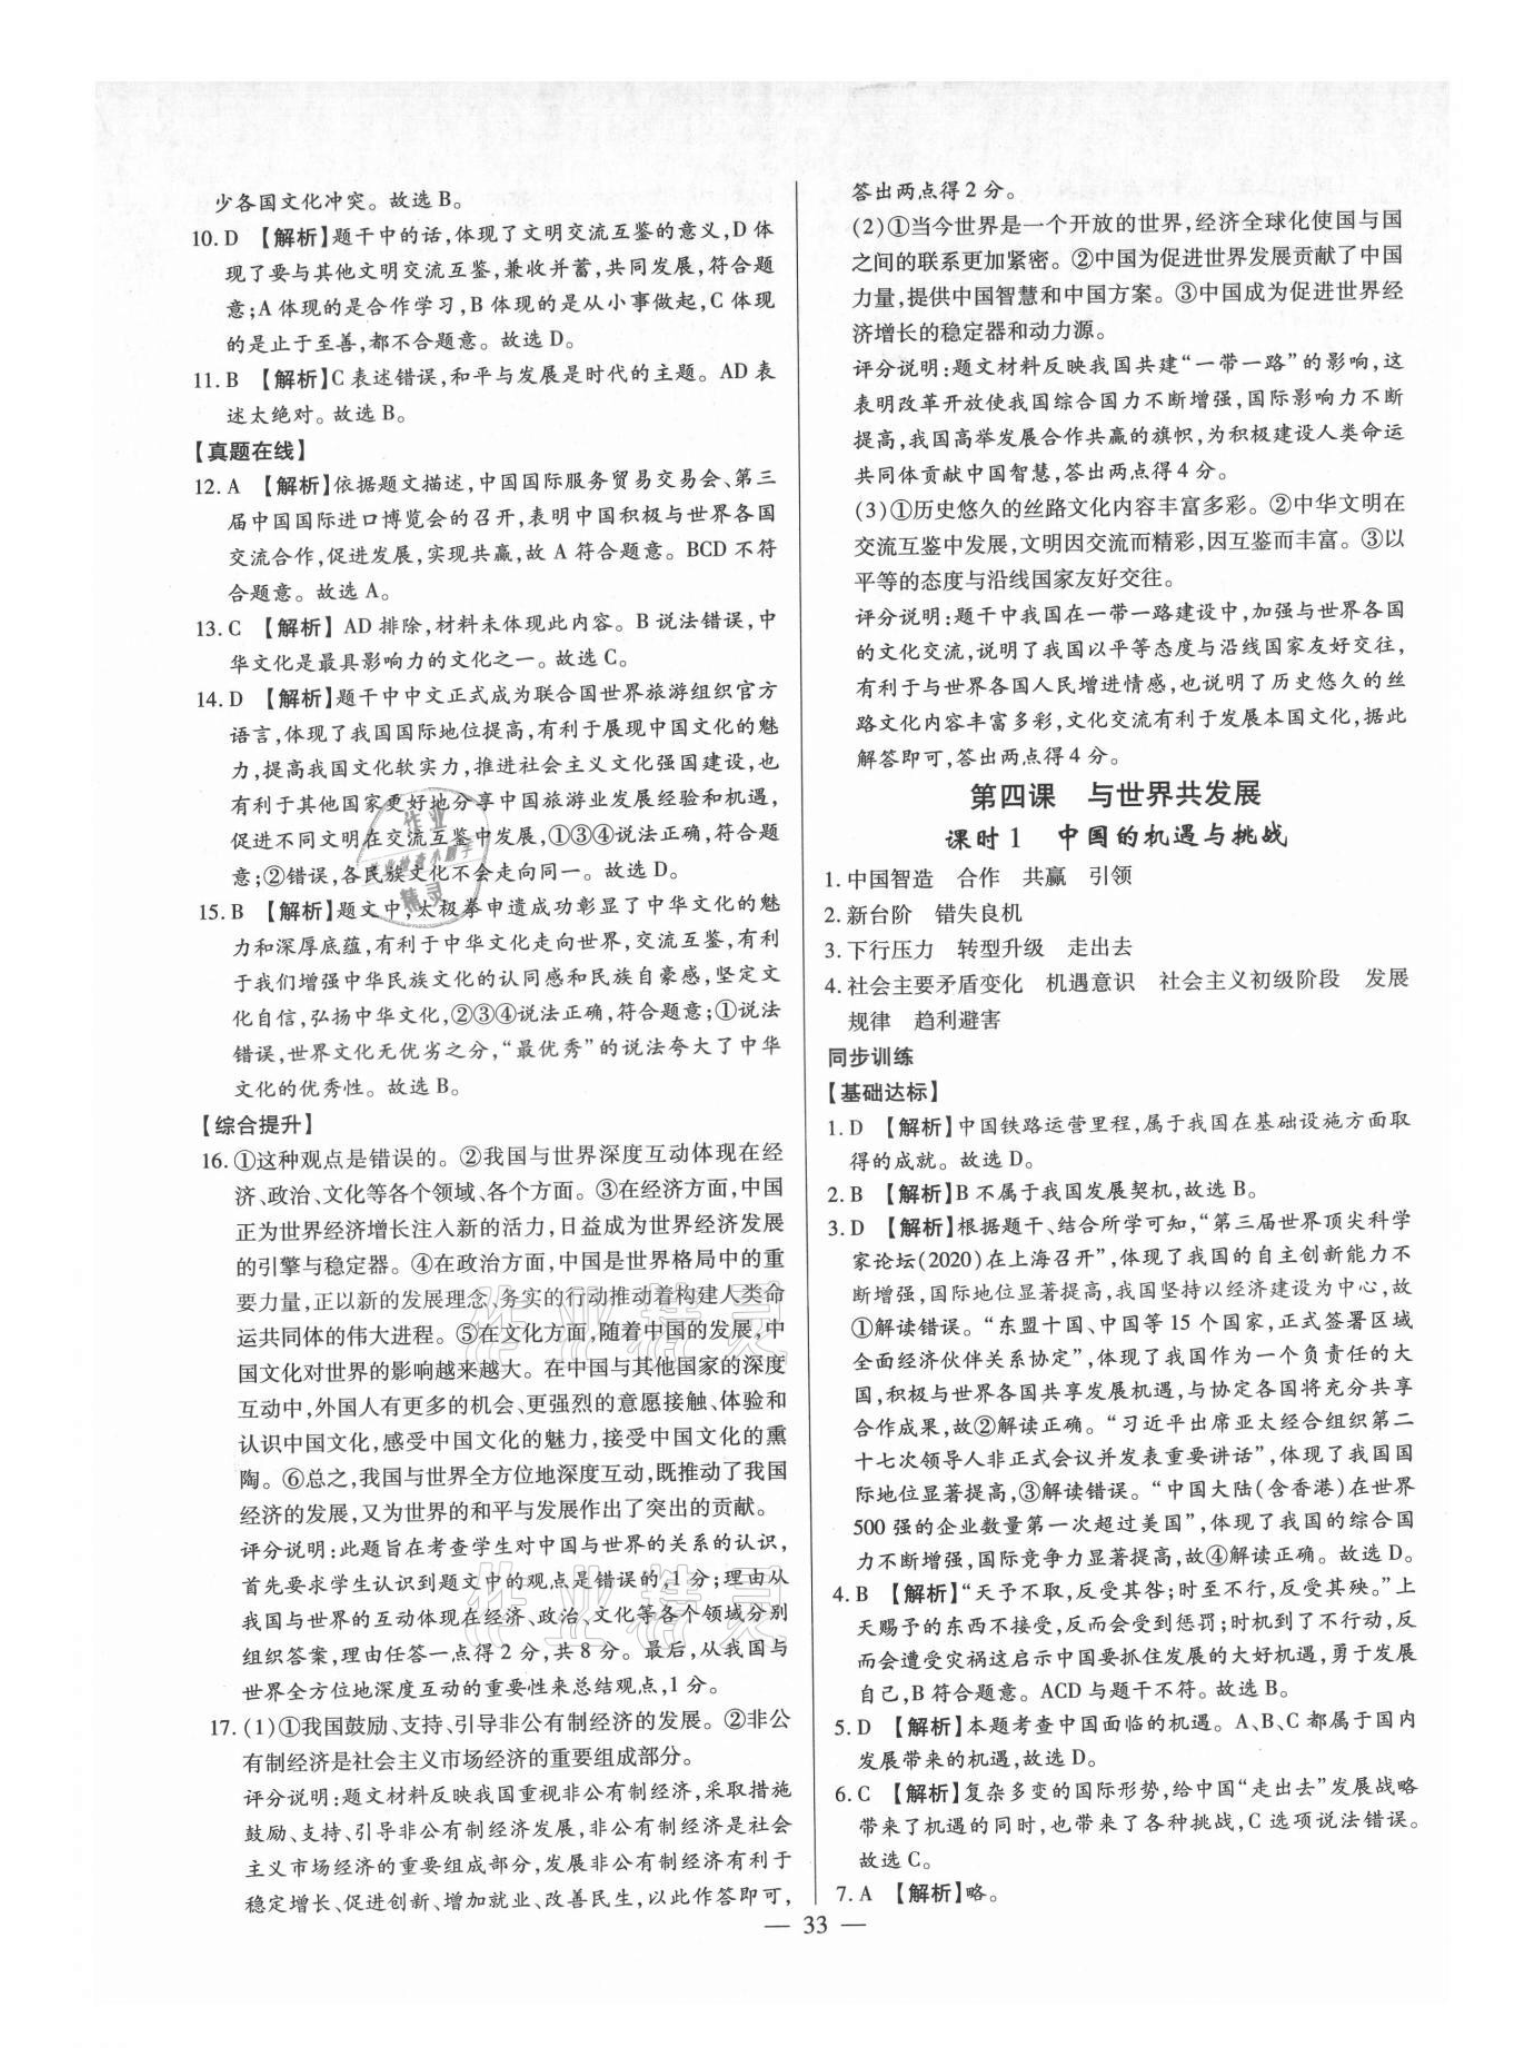 少各国文化冲突。故选 B。
10. D 【解析】题干中的话,体现了文明交流互鉴的意义,D 体
现了要与其他文明交流互鉴,兼收并蓄,共同发展,符合题
意;A 体现的是合作学习,B 体现的是从小事做起,C 体现
的是止于至善,都不合题意。故选 D。
11. B 【解析】C 表述错误,和平与发展是时代的主题。AD 表
述太绝对。故选 B。
【真题在线】
12. A 【解析】依据题文描述,中国国际服务贸易交易会、第三
届中国国际进口博览会的召开,表明中国积极与世界各国
交流合作,促进发展,实现共赢,故 A 符合题意。BCD 不符
合题意。故选 A。
13. C 【解析】 AD 排除,材料未体现此内容。B 说法错误,中
华文化是最具影响力的文化之一。故选 C。
14. D 【解析】题干中中文正式成为联合国世界旅游组织官方
语言,体现了我国国际地位提高,有利于展现中国文化的魅
力,提高我国文化软实力,推进社会主义文化强国建设,也
有利于其他国家更好地分享中国旅游业发展经验和机遇,
促进不同文明在交流互鉴中发展,①③④说法正确,符合题
意;②错误,各民族文化不会走向同一。故选 D。
15. B 【解析】题文中,太极拳申遗成功彰显了中华文化的魅
力和深厚底蕴,有利于中华文化走向世界,交流互鉴,有利
于我们增强中华民族文化的认同感和民族自豪感,坚定文
化自信,弘扬中华文化,②③④说法正确,符合题意;①说法
错误,世界文化无优劣之分,“最优秀”的说法夸大了中华
文化的优秀性。故选 B。
【综合提升】
16. ①这种观点是错误的。②我国与世界深度互动体现在经
济、政治、文化等各个领域、各个方面。③在经济方面,中国
正为世界经济增长注入新的活力,日益成为世界经济发展
的引擎与稳定器。④在政治方面,中国是世界格局中的重
要力量,正以新的发展理念、务实的行动推动着构建人类命
运共同体的伟大进程。⑤在文化方面,随着中国的发展,中
国文化对世界的影响越来越大。在中国与其他国家的深度
互动中,外国人有更多的机会、更强烈的意愿接触、体验和
认识中国文化,感受中国文化的魅力,接受中国文化的熏
陶。⑥总之,我国与世界全方位地深度互动,既推动了我国
经济的发展,又为世界的和平与发展作出了突出的贡献。
评分说明:此题旨在考查学生对中国与世界的关系的认识,
首先要求学生认识到题文中的观点是错误的,1 分;理由从
我国与世界的互动体现在经济、政治、文化等各个领域分别
组织答案,理由任答一点得 2 分,共 8 分。最后,从我国与
世界全方位地深度互动的重要性来总结观点,1 分。
17. (1)①我国鼓励、支持、引导非公有制经济的发展。②非公
有制经济是社会主义市场经济的重要组成部分。
评分说明:题文材料反映我国重视非公有制经济,采取措施
鼓励、支持、引导非公有制经济发展,非公有制经济是社会
主义市场经济的重要组成部分,发展非公有制经济有利于
稳定增长、促进创新、增加就业、改善民生,以此作答即可,
答出两点得 2 分。
(2)①当今世界是一个开放的世界,经济全球化使国与国
之间的联系更加紧密。②中国为促进世界发展贡献了中国
力量,提供中国智慧和中国方案。③中国成为促进世界经
济增长的稳定器和动力源。
评分说明:题文材料反映我国共建“一带一路”的影响,这
表明改革开放使我国综合国力不断增强,国际影响力不断
提高,我国高举发展合作共赢的旗帜,为积极建设人类命运
共同体贡献中国智慧,答出两点得 4 分。
(3)①历史悠久的丝路文化内容丰富多彩。②中华文明在
交流互鉴中发展,文明因交流而精彩,因互鉴而丰富。③以
平等的态度与沿线国家友好交往。
评分说明:题干中我国在一带一路建设中,加强与世界各国
的文化交流,说明了我国以平等态度与沿线国家友好交往,
有利于与世界各国人民增进情感,也说明了历史悠久的丝
路文化内容丰富多彩,文化交流有利于发展本国文化,据此
解答即可,答出两点得 4 分。
第四课 与世界共发展
课时 1 中国的机遇与挑战
1. 中国智造 合作 共赢 引领
2. 新台阶 错失良机
3. 下行压力 转型升级 走出去
4. 社会主要矛盾变化 机遇意识 社会主义初级阶段 发展
规律 趋利避害
同步训练
【基础达标】
1. D 【解析】中国铁路运营里程,属于我国在基础设施方面取
得的成就。故选 D。
2. B 【解析】B 不属于我国发展契机,故选 B。
3. D 【解析】根据题干、结合所学可知,“第三届世界顶尖科学
家论坛(2020)在上海召开”,体现了我国的自主创新能力不
断增强,国际地位显著提高,我国坚持以经济建设为中心,故
①解读错误。“东盟十国、中国等 15 个国家,正式签署区域
全面经济伙伴关系协定”,体现了我国作为一个负责任的大
国,积极与世界各国共享发展机遇,与协定各国将充分共享
合作成果,故②解读正确。“习近平出席亚太经合组织第二
十七次领导人非正式会议并发表重要讲话”,体现了我国国
际地位显著提高,③解读错误。“中国大陆(含香港)在世界
500 强的企业数量第一次超过美国”,体现了我国的综合国
力不断增强,国际竞争力显著提高,故④解读正确。故选 D。
4. B 【解析】“天予不取,反受其咎;时至不行,反受其殃。”上
天赐予的东西不接受,反而会受到惩罚;时机到了不行动,反
而会遭受灾祸这启示中国要抓住发展的大好机遇,勇于发展
自己,B 符合题意。ACD 与题干不符。故选 B。
5. D 【解析】本题考查中国面临的机遇。A、B、C 都属于国内
发展带来的机遇,故选 D。
6. C 【解析】复杂多变的国际形势,给中国“走出去”发展战略
带来了机遇的同时,也带来了各种挑战,C 选项说法错误。
故选 C。
7. A 【解析】略。
— 33 —
作业精灵
作业精灵
作业
精灵